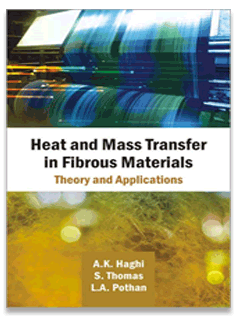 Heat and Mass Transfer
in Fibrous Materials
Theory and Applications
A.K. Haghi
S. Thomas
L.A. Pothan